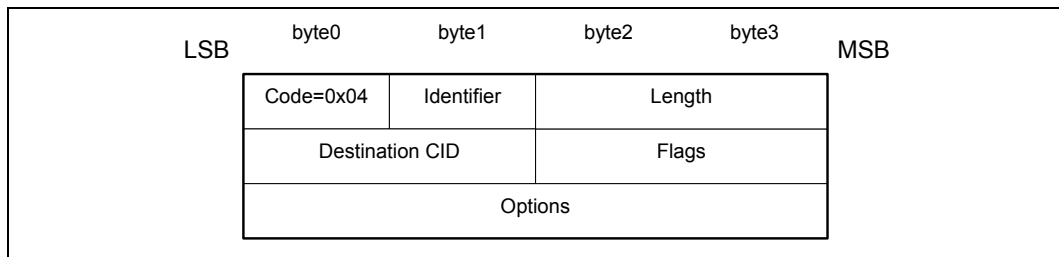 byte0 byte1 byte2 byte3
LSB MSB
Code=0x04 Identifier Length
Destination CID Flags
Options